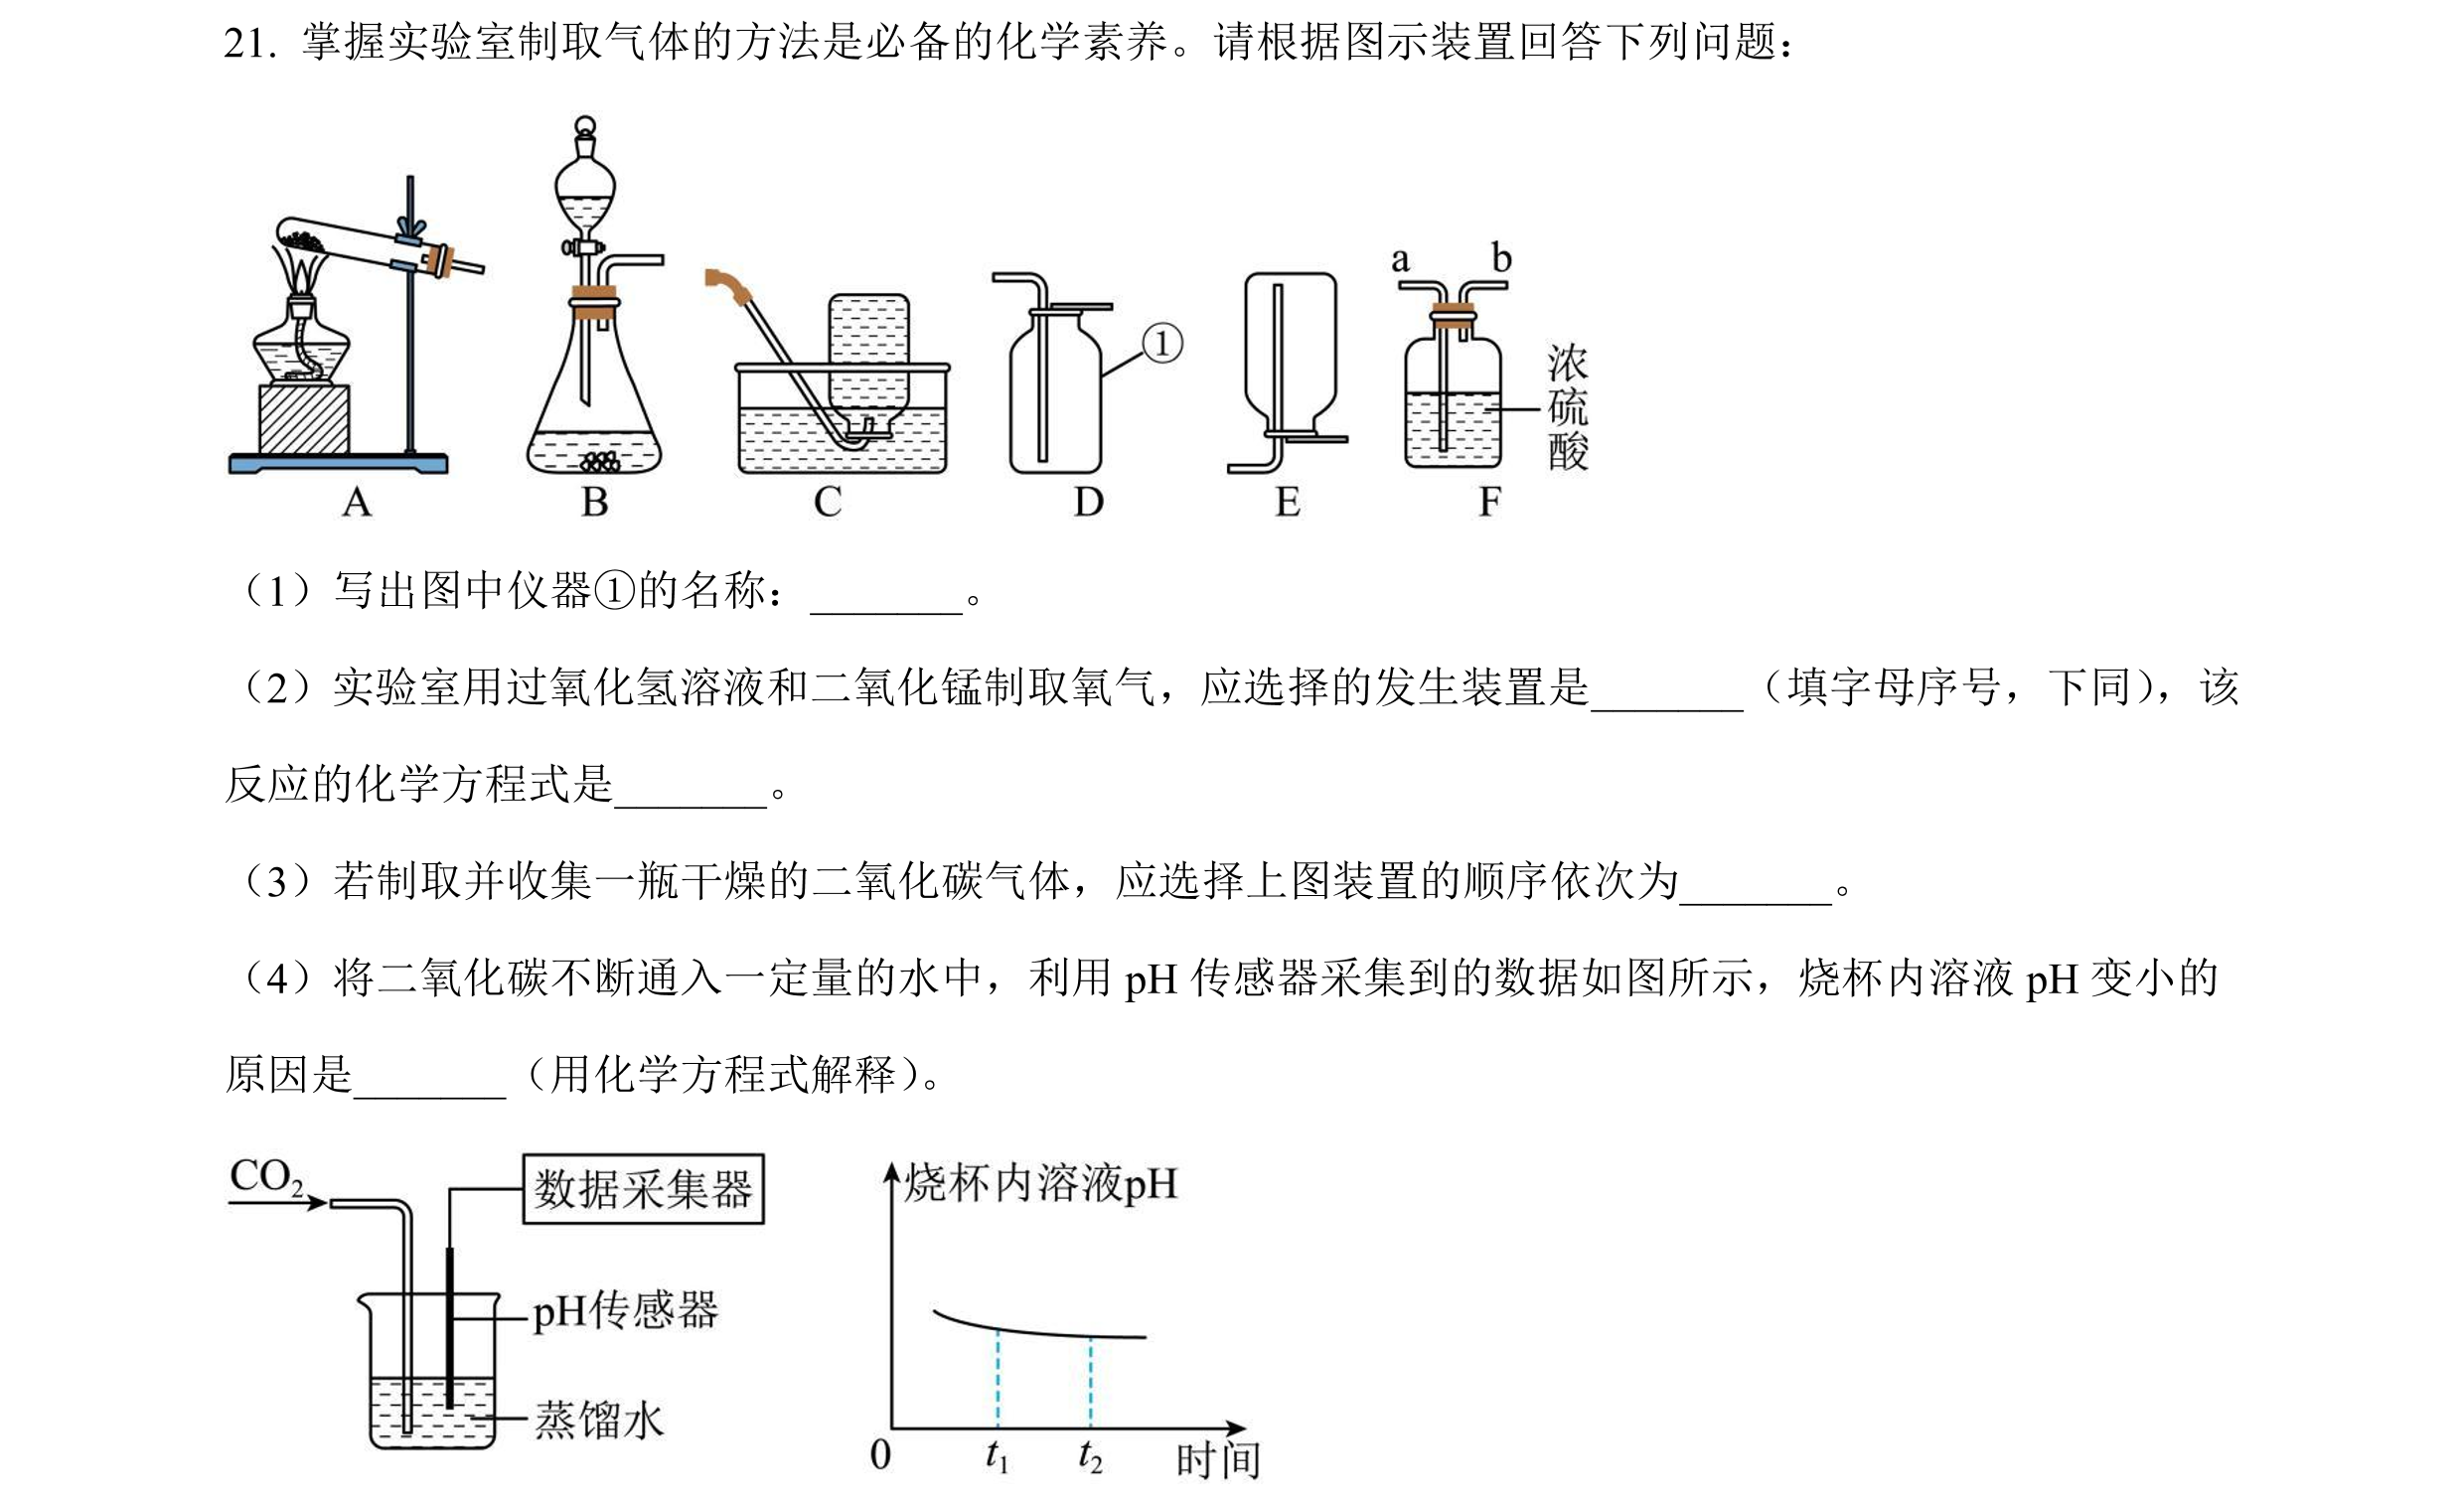 21. 掌握实验室制取气体的方法是必备的化学素养。请根据图示装置回答下列问题：
a b
①
浓硫酸
A B C D E F
（1）写出图中仪器①的名称：_______。
（2）实验室用过氧化氢溶液和二氧化锰制取氧气，应选择的发生装置是_______（填字母序号，下同），该
反应的化学方程式是_______。
（3）若制取并收集一瓶干燥的二氧化碳气体，应选择上图装置的顺序依次为_______。
（4）将二氧化碳不断通入一定量的水中，利用 pH 传感器采集到的数据如图所示，烧杯内溶液 pH 变小的
原因是_______（用化学方程式解释）。
CO₂
数据采集器
pH传感器
蒸馏水
烧杯内溶液pH
0 t₁ t₂ 时间